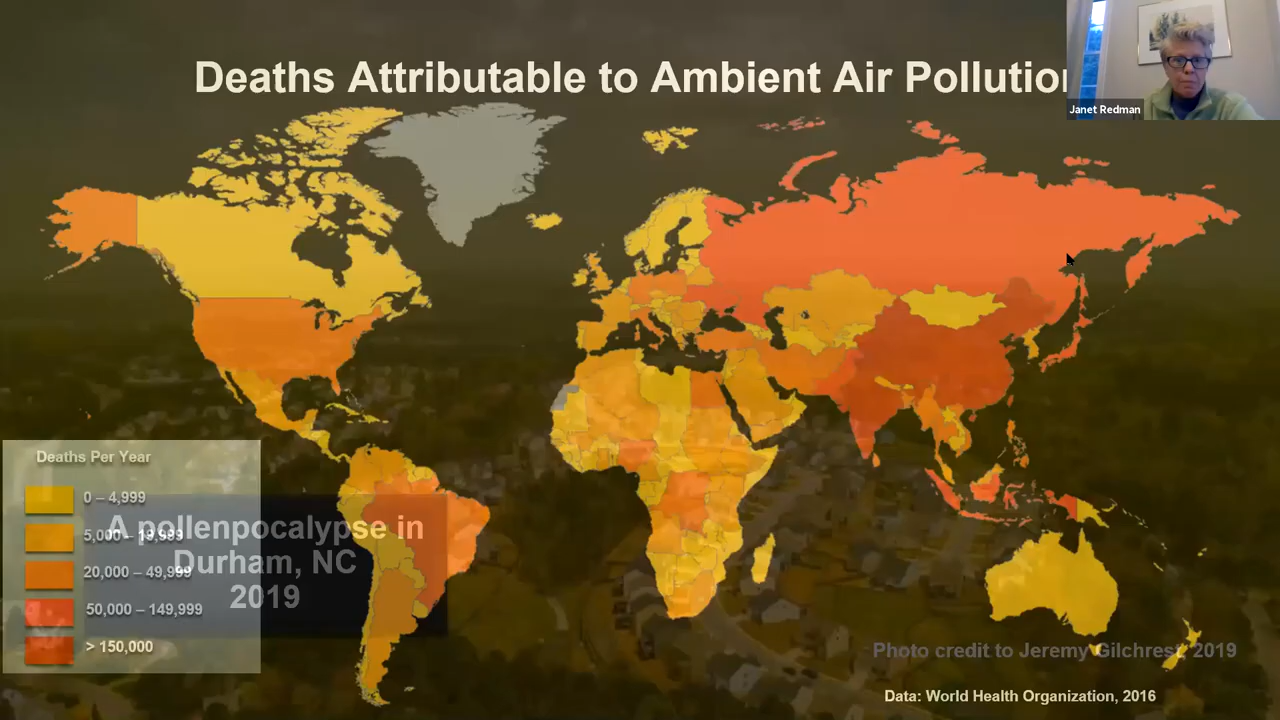 Deaths Attributable to Ambient Air Pollution
Janet Redman
Deaths Per Year
0 – 4,999
5,000 – 19,999
20,000 – 49,999
50,000 – 149,999
> 150,000
A pollenpocalypse in
Durham, NC
2019
Photo credit to Jeremy Gilchrest, 2019
Data: World Health Organization, 2016